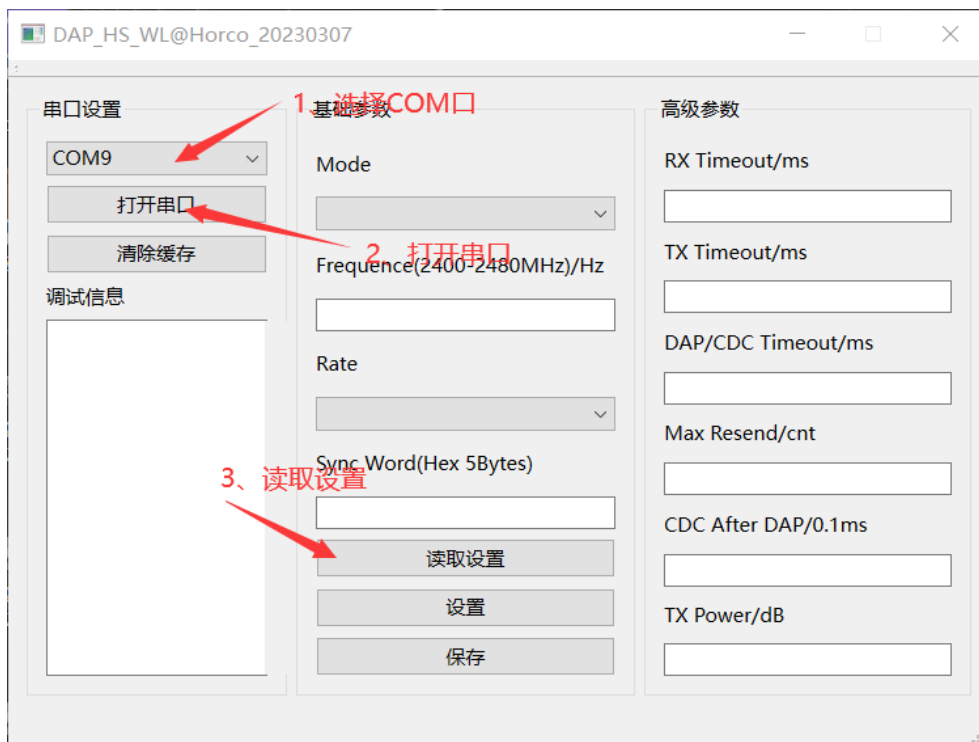 DAP_HS_WL@Horco_20230307
串口设置
1、选择COM口
COM9
打开串口
2、打开串口
清除缓存
调试信息
基础参数
Mode
Frequence(2400-2480MHz)/Hz
Rate
Sync Word(Hex 5Bytes)
3、读取设置
读取设置
设置
保存
高级参数
RX Timeout/ms
TX Timeout/ms
DAP/CDC Timeout/ms
Max Resend/cnt
CDC After DAP/0.1ms
TX Power/dB